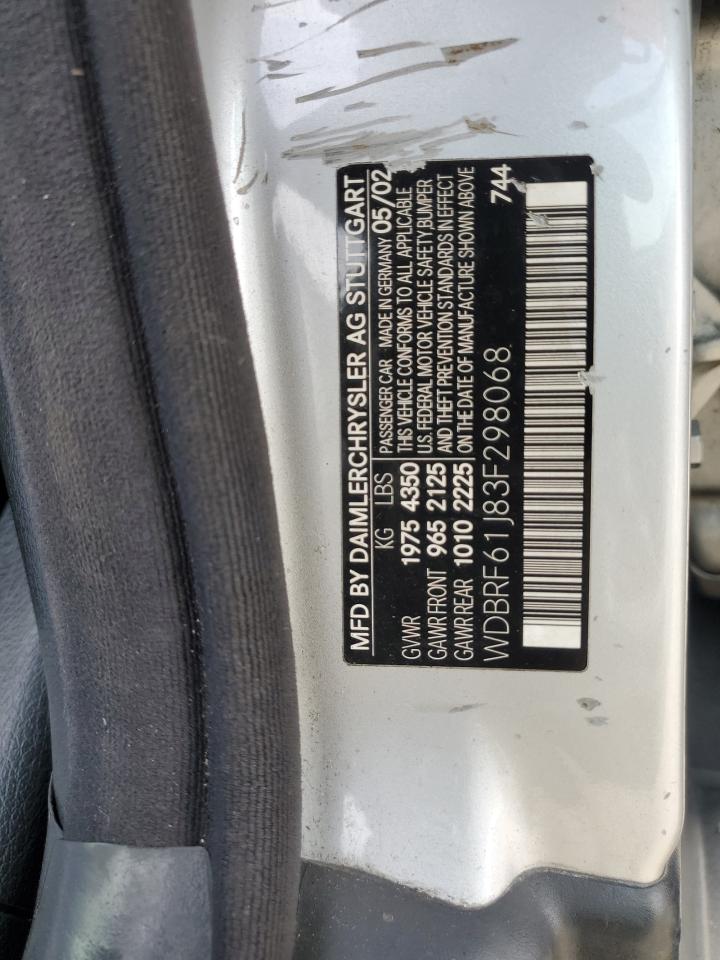 MFD BY DAIMLERCHRYSLER AG STUTTGART
KG LBS PASSENGER CAR MADE IN GERMANY 05/02
GVWR 1975 4350 THIS VEHICLE CONFORMS TO ALL APPLICABLE
U.S. FEDERAL MOTOR VEHICLE SAFETY, BUMPER
GAWR FRONT 965 2125 AND THEFT PREVENTION STANDARDS IN EFFECT
GAWR REAR 1010 2225 ON THE DATE OF MANUFACTURE SHOWN ABOVE
WDBRF61J83F298068 744